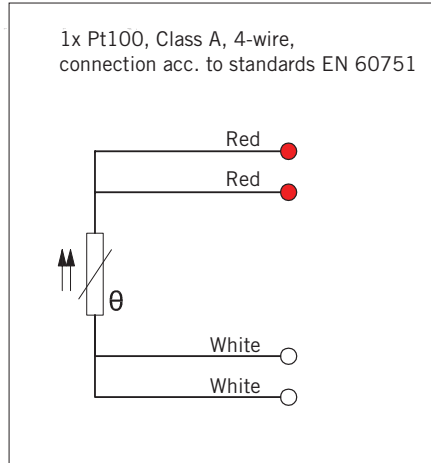 1x Pt100, Class A, 4-wire,
connection acc. to standards EN 60751
Red
Red
θ
White
White